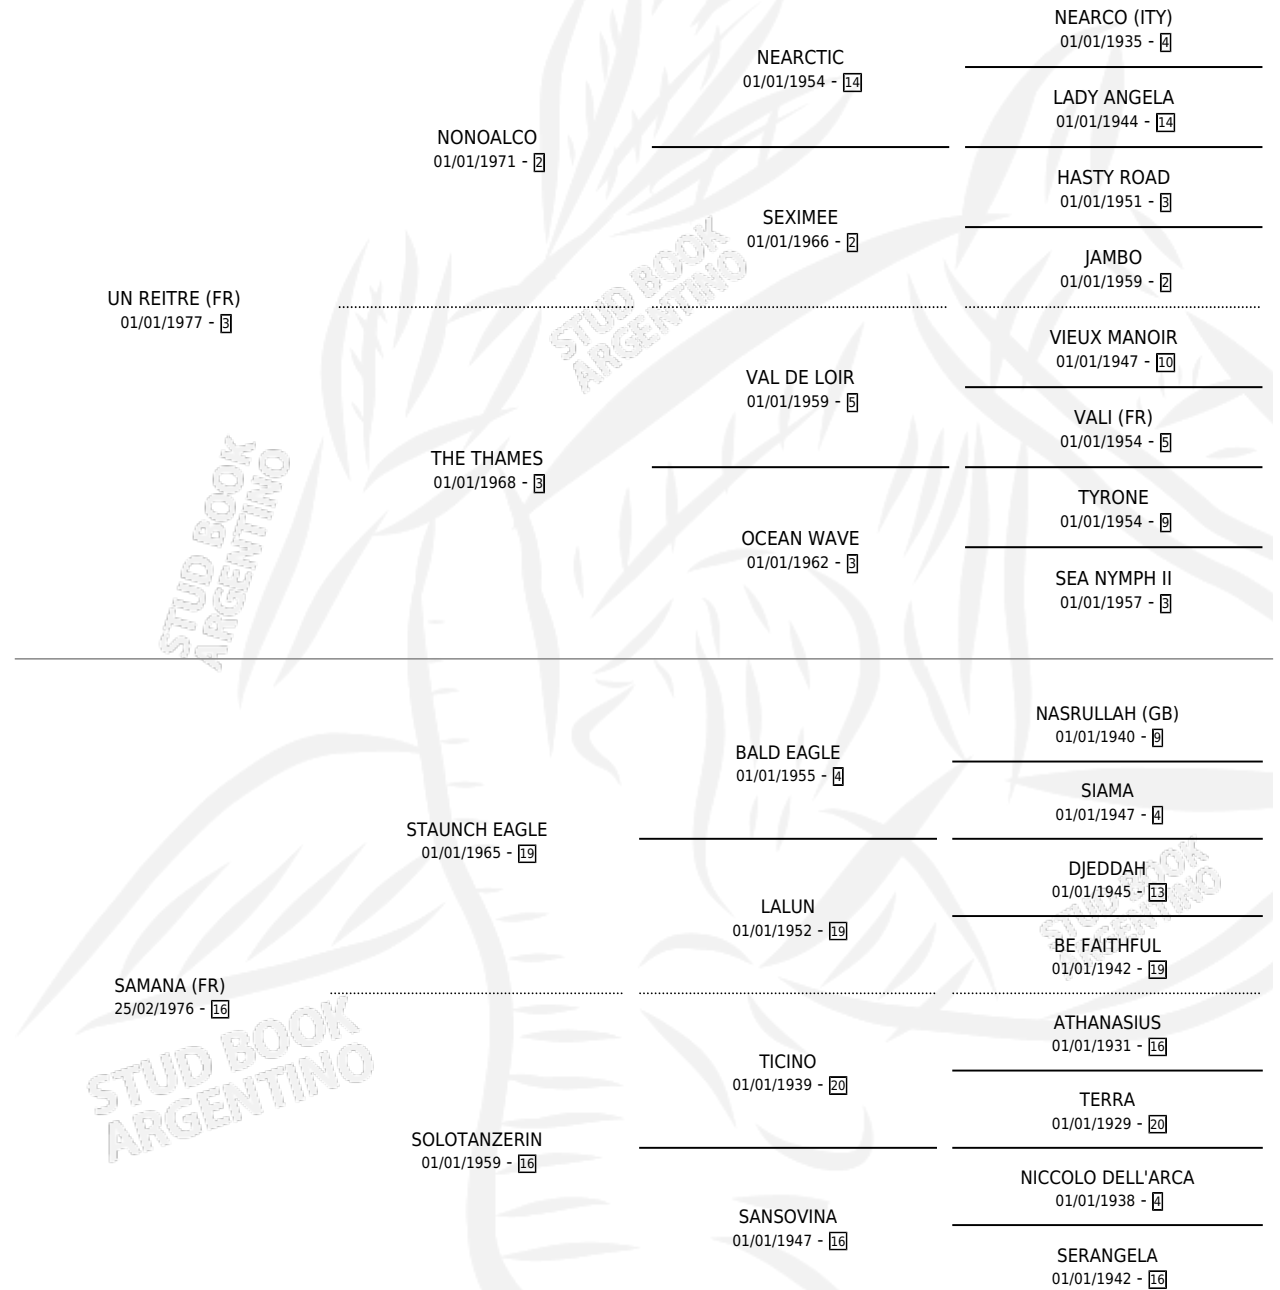 NEARCO (ITY)
01/01/1935 - 4
NEARCTIC
01/01/1954 - 14
LADY ANGELA
01/01/1944 - 14
NONOALCO
01/01/1971 - 2
HASTY ROAD
01/01/1951 - 3
SEXIMEE
01/01/1966 - 2
JAMBO
01/01/1959 - 2
UN REITRE (FR)
01/01/1977 - 3
VIEUX MANOIR
01/01/1947 - 10
VAL DE LOIR
01/01/1959 - 5
VALI (FR)
01/01/1954 - 5
THE THAMES
01/01/1968 - 3
TYRONE
01/01/1954 - 9
OCEAN WAVE
01/01/1962 - 3
SEA NYMPH II
01/01/1957 - 3
NASRULLAH (GB)
01/01/1940 - 9
BALD EAGLE
01/01/1955 - 4
SIAMA
01/01/1947 - 4
STAUNCH EAGLE
01/01/1965 - 19
DJEDDAH
01/01/1945 - 13
LALUN
01/01/1952 - 19
BE FAITHFUL
01/01/1942 - 19
SAMANA (FR)
25/02/1976 - 16
ATHANASIUS
01/01/1931 - 16
TICINO
01/01/1939 - 20
TERRA
01/01/1929 - 20
SOLOTANZERIN
01/01/1959 - 16
NICCOLO DELL'ARCA
01/01/1938 - 4
SANSOVINA
01/01/1947 - 16
SERANGELA
01/01/1942 - 16
STUD BOOK
ARGENTINO
STUD BOOK
ARGENTINO
STUD BOOK
ARGENTINO
STUD BOOK
ARGENTINO